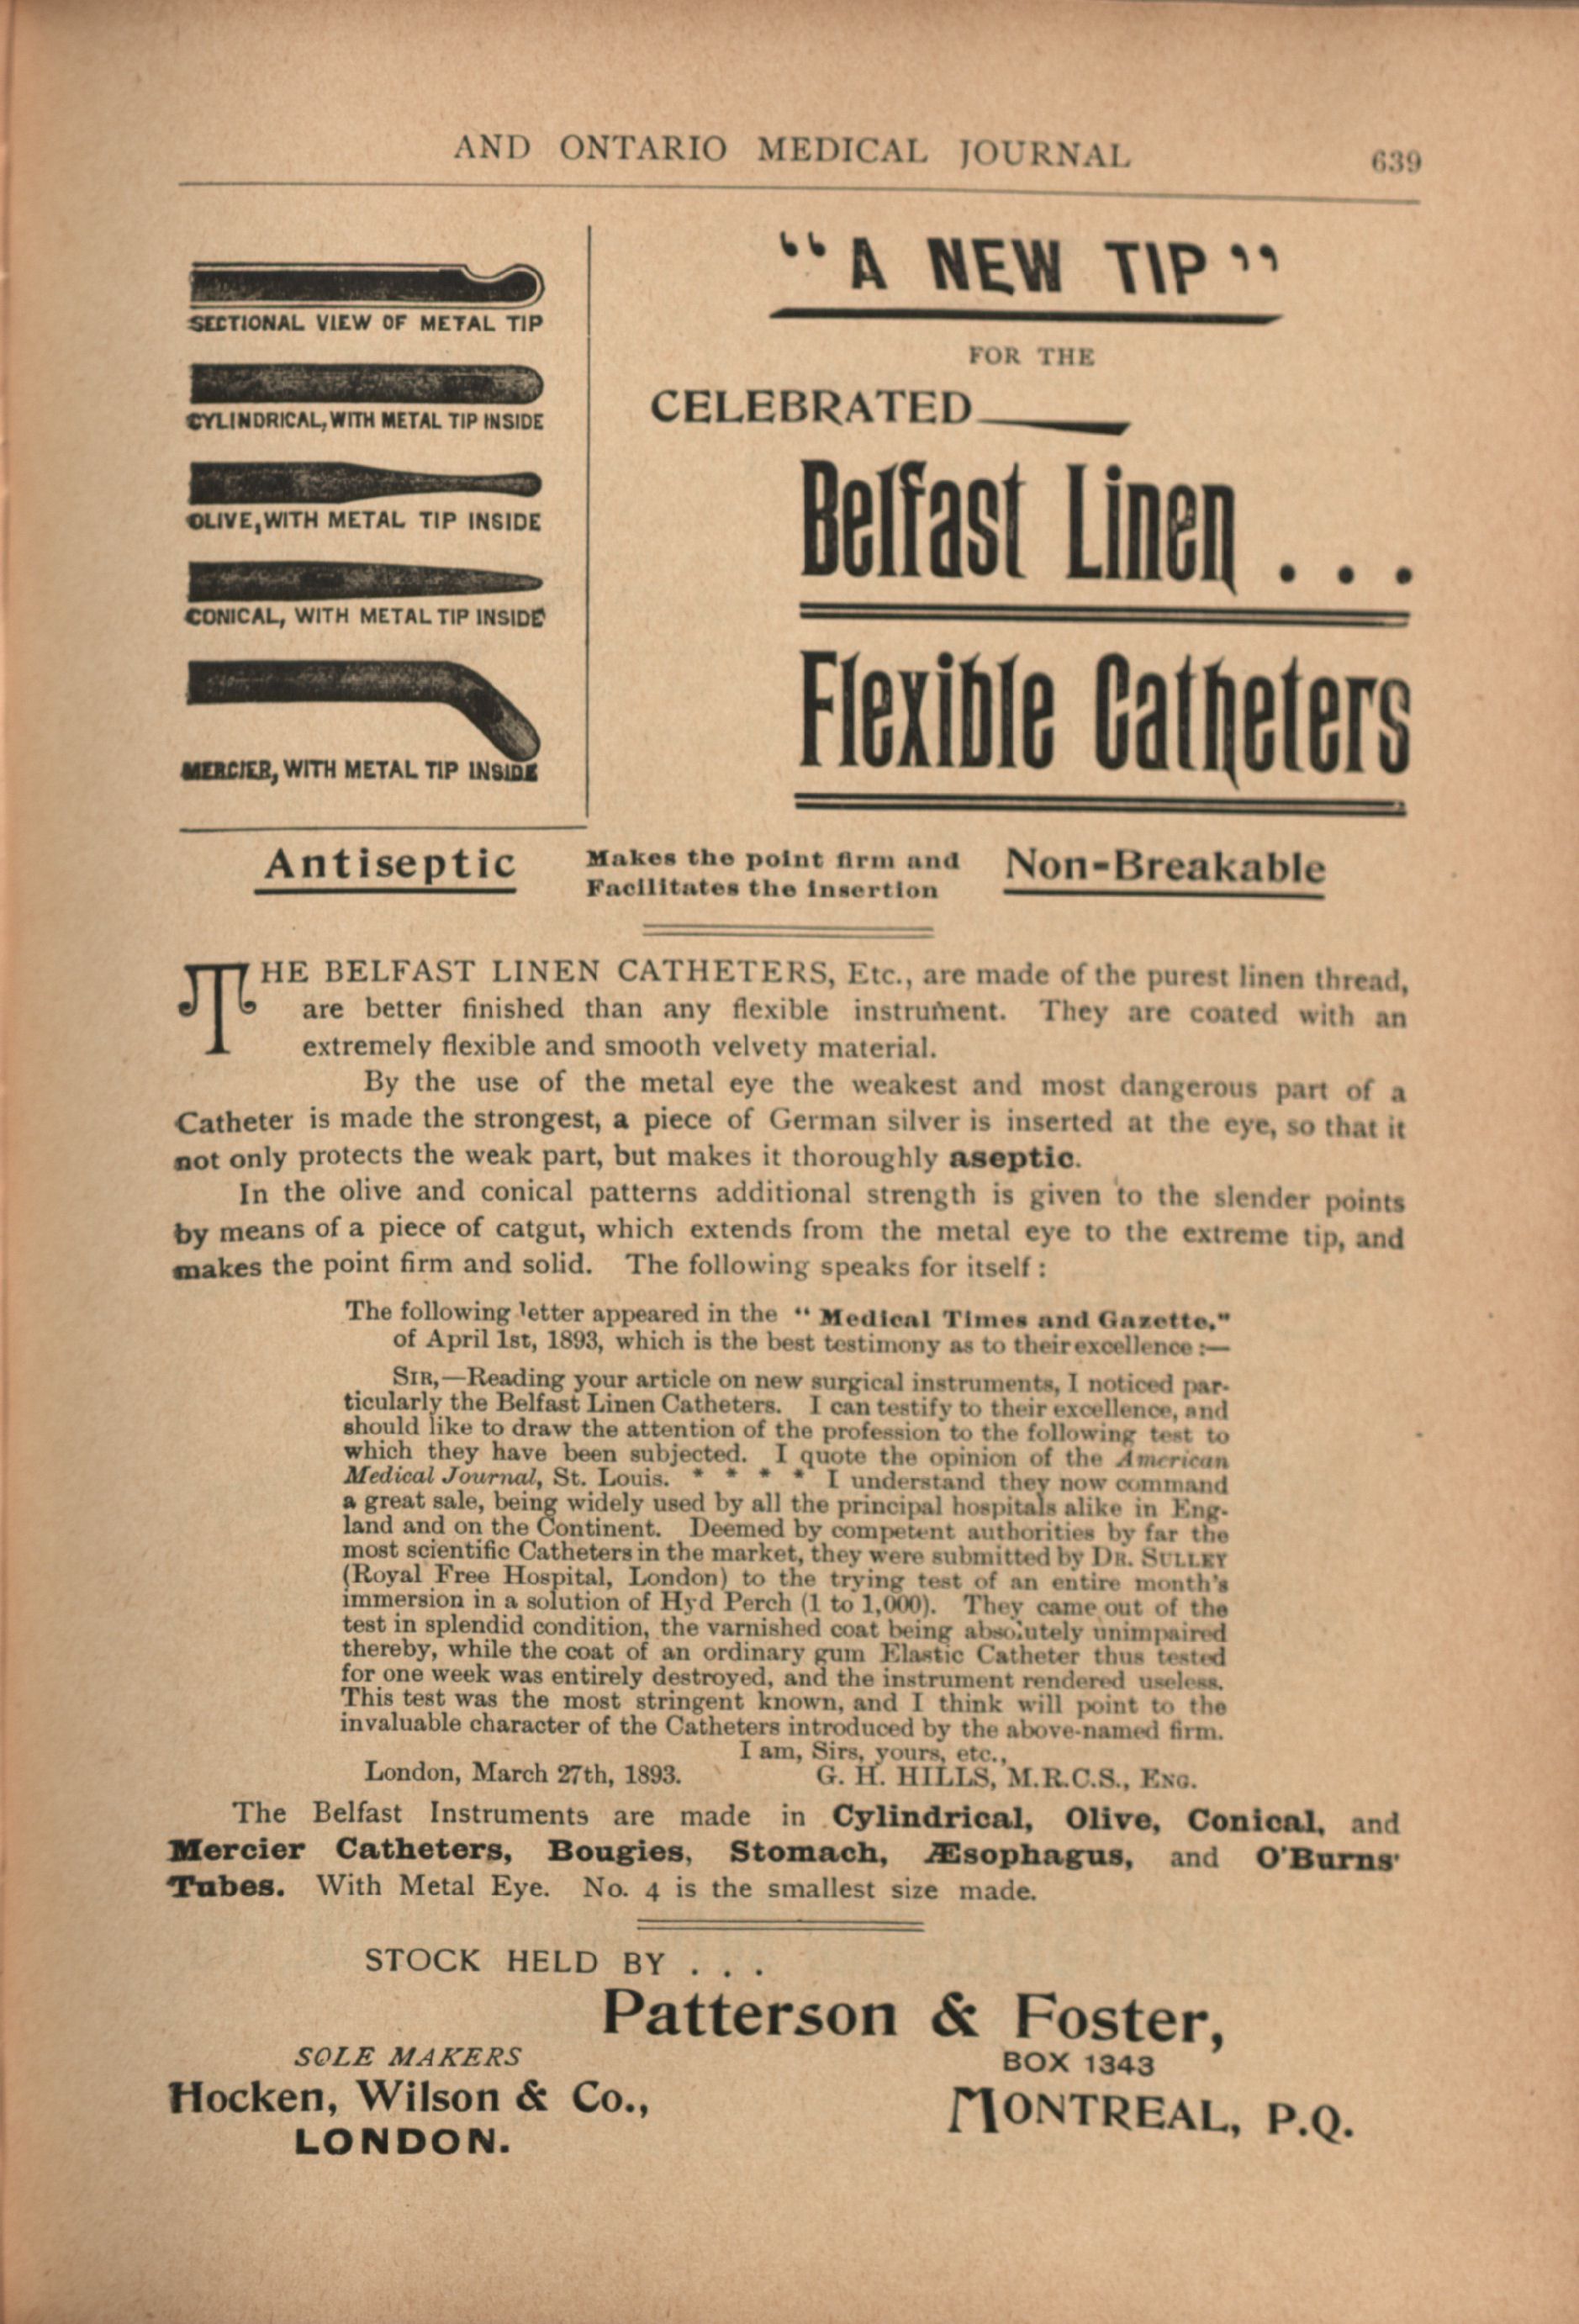 AND ONTARIO MEDICAL JOURNAL 639
SECTIONAL VIEW OF METAL TIP
CYLINDRICAL, WITH METAL TIP INSIDE
OLIVE, WITH METAL TIP INSIDE
CONICAL, WITH METAL TIP INSIDE
MERCIER, WITH METAL TIP INSIDE
"A NEW TIP"
FOR THE
CELEBRATED
Belfast Linen . . .
Flexible Catheters
Antiseptic
Makes the point firm and
Facilitates the insertion
Non-Breakable
THE BELFAST LINEN CATHETERS, Etc., are made of the purest linen thread,
are better finished than any flexible instrument. They are coated with an
extremely flexible and smooth velvety material.
By the use of the metal eye the weakest and most dangerous part of a
Catheter is made the strongest, a piece of German silver is inserted at the eye, so that it
not only protects the weak part, but makes it thoroughly aseptic.
In the olive and conical patterns additional strength is given to the slender points
by means of a piece of catgut, which extends from the metal eye to the extreme tip, and
makes the point firm and solid. The following speaks for itself :
The following letter appeared in the " Medical Times and Gazette,"
of April 1st, 1893, which is the best testimony as to their excellence :—
SIR,—Reading your article on new surgical instruments, I noticed par-
ticularly the Belfast Linen Catheters. I can testify to their excellence, and
should like to draw the attention of the profession to the following test to
which they have been subjected. I quote the opinion of the American
Medical Journal, St. Louis. * * * * I understand they now command
a great sale, being widely used by all the principal hospitals alike in Eng-
land and on the Continent. Deemed by competent authorities by far the
most scientific Catheters in the market, they were submitted by DR. SULLEY
(Royal Free Hospital, London) to the trying test of an entire month's
immersion in a solution of Hyd Perch (1 to 1,000). They came out of the
test in splendid condition, the varnished coat being absolutely unimpaired
thereby, while the coat of an ordinary gum Elastic Catheter thus tested
for one week was entirely destroyed, and the instrument rendered useless.
This test was the most stringent known, and I think will point to the
invaluable character of the Catheters introduced by the above-named firm.
I am, Sirs, yours, etc.,
London, March 27th, 1893. G. H. HILLS, M.R.C.S., ENG.
The Belfast Instruments are made in Cylindrical, Olive, Conical, and
Mercier Catheters, Bougies, Stomach, Æsophagus, and O'Burns'
Tubes. With Metal Eye. No. 4 is the smallest size made.
STOCK HELD BY . . .
Patterson & Foster,
BOX 1343
MONTREAL, P.Q.
SOLE MAKERS
Hocken, Wilson & Co.,
LONDON.